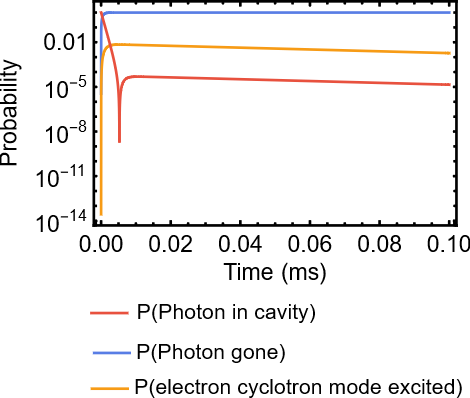 0.01
10⁻⁵
10⁻⁸
10⁻¹¹
10⁻¹⁴
Probability
0.00 0.02 0.04 0.06 0.08 0.10
Time (ms)
P(Photon in cavity)
P(Photon gone)
P(electron cyclotron mode excited)